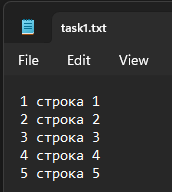 task1.txt
File Edit View
1 строка 1
2 строка 2
3 строка 3
4 строка 4
5 строка 5